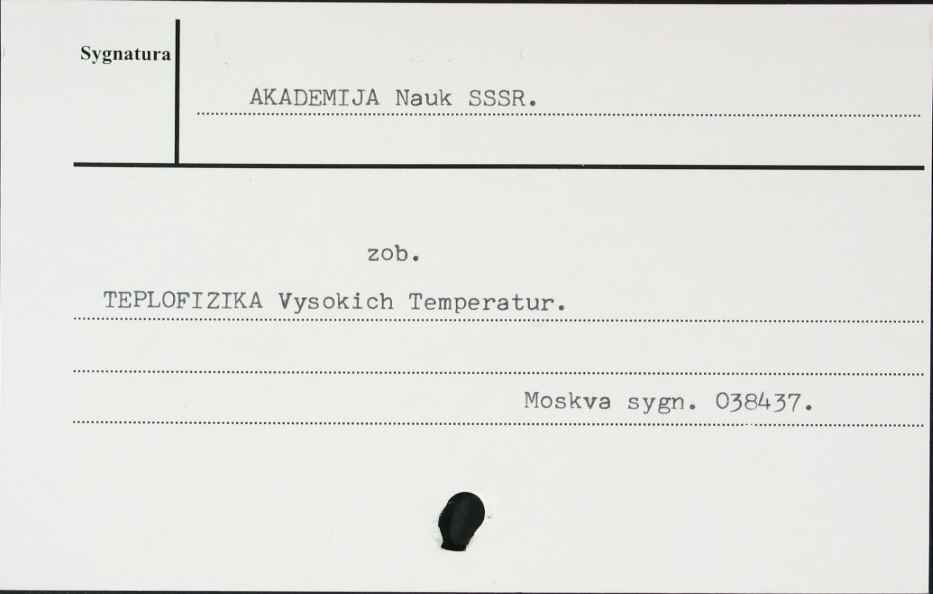 Sygnatura
AKADEMIJA Nauk SSSR.
zob.
TEPLOFIZIKA Vysokich Temperatur.
Moskva sygn. 038437.